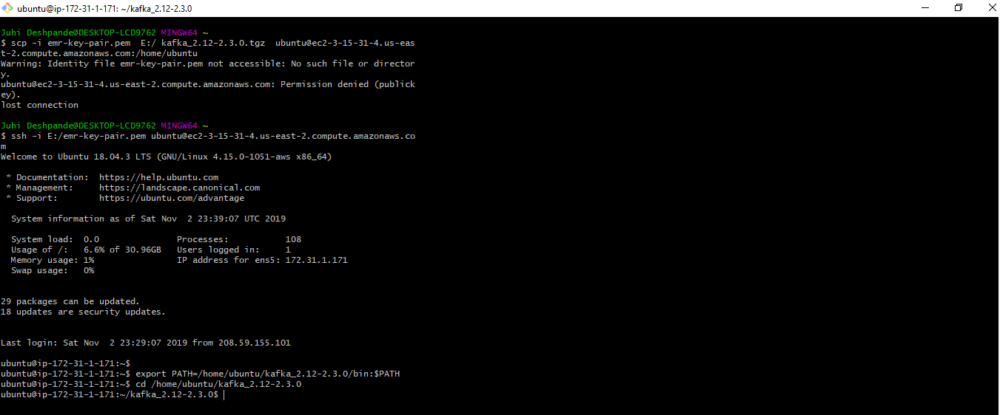 ubuntu@ip-172-31-1-171: ~/kafka_2.12-2.3.0
Juhi Deshpande@DESKTOP-LCD9762 MINGW64 ~
$ scp -i emr-key-pair.pem  E:/ kafka_2.12-2.3.0.tgz  ubuntu@ec2-3-15-31-4.us-eas
t-2.compute.amazonaws.com:/home/ubuntu
Warning: Identity file emr-key-pair.pem not accessible: No such file or director
y.
ubuntu@ec2-3-15-31-4.us-east-2.compute.amazonaws.com: Permission denied (publick
ey).
lost connection
Juhi Deshpande@DESKTOP-LCD9762 MINGW64 ~
$ ssh -i E:/emr-key-pair.pem ubuntu@ec2-3-15-31-4.us-east-2.compute.amazonaws.co
m
Welcome to Ubuntu 18.04.3 LTS (GNU/Linux 4.15.0-1051-aws x86_64)
 * Documentation:  https://help.ubuntu.com
 * Management:     https://landscape.canonical.com
 * Support:        https://ubuntu.com/advantage
  System information as of Sat Nov  2 23:39:07 UTC 2019
  System load:  0.0               Processes:           108
  Usage of /:   6.6% of 30.96GB   Users logged in:     1
  Memory usage: 1%                IP address for ens5: 172.31.1.171
  Swap usage:   0%
29 packages can be updated.
18 updates are security updates.
Last login: Sat Nov  2 23:29:07 2019 from 208.59.155.101
ubuntu@ip-172-31-1-171:~$
ubuntu@ip-172-31-1-171:~$ export PATH=/home/ubuntu/kafka_2.12-2.3.0/bin:$PATH
ubuntu@ip-172-31-1-171:~$ cd /home/ubuntu/kafka_2.12-2.3.0
ubuntu@ip-172-31-1-171:~/kafka_2.12-2.3.0$